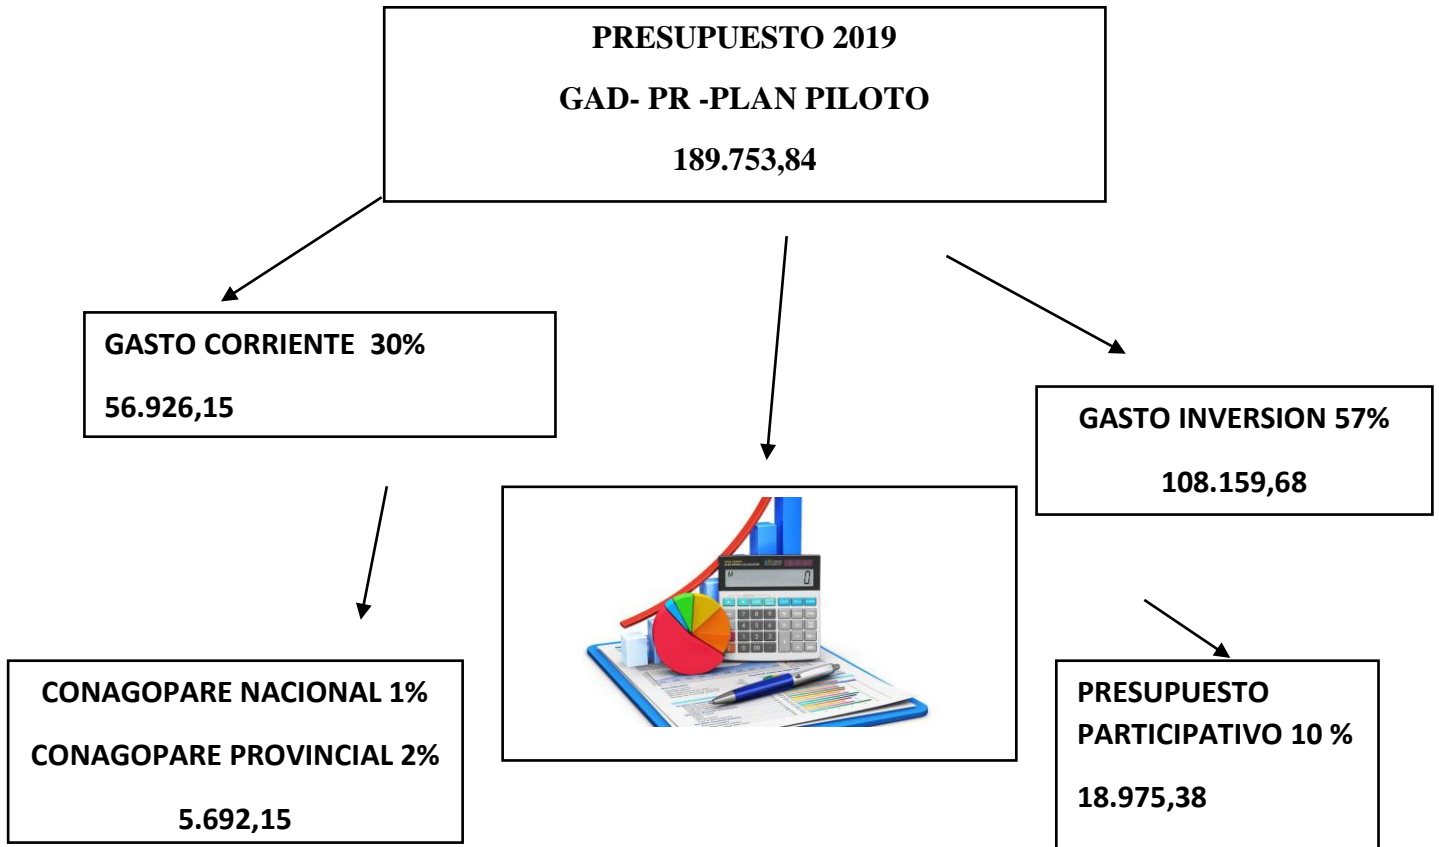 PRESUPUESTO 2019
GAD- PR -PLAN PILOTO
189.753,84
GASTO CORRIENTE 30%
56.926,15
GASTO INVERSION 57%
108.159,68
CONAGOPARE NACIONAL 1%
CONAGOPARE PROVINCIAL 2%
5.692,15
PRESUPUESTO
PARTICIPATIVO 10 %
18.975,38